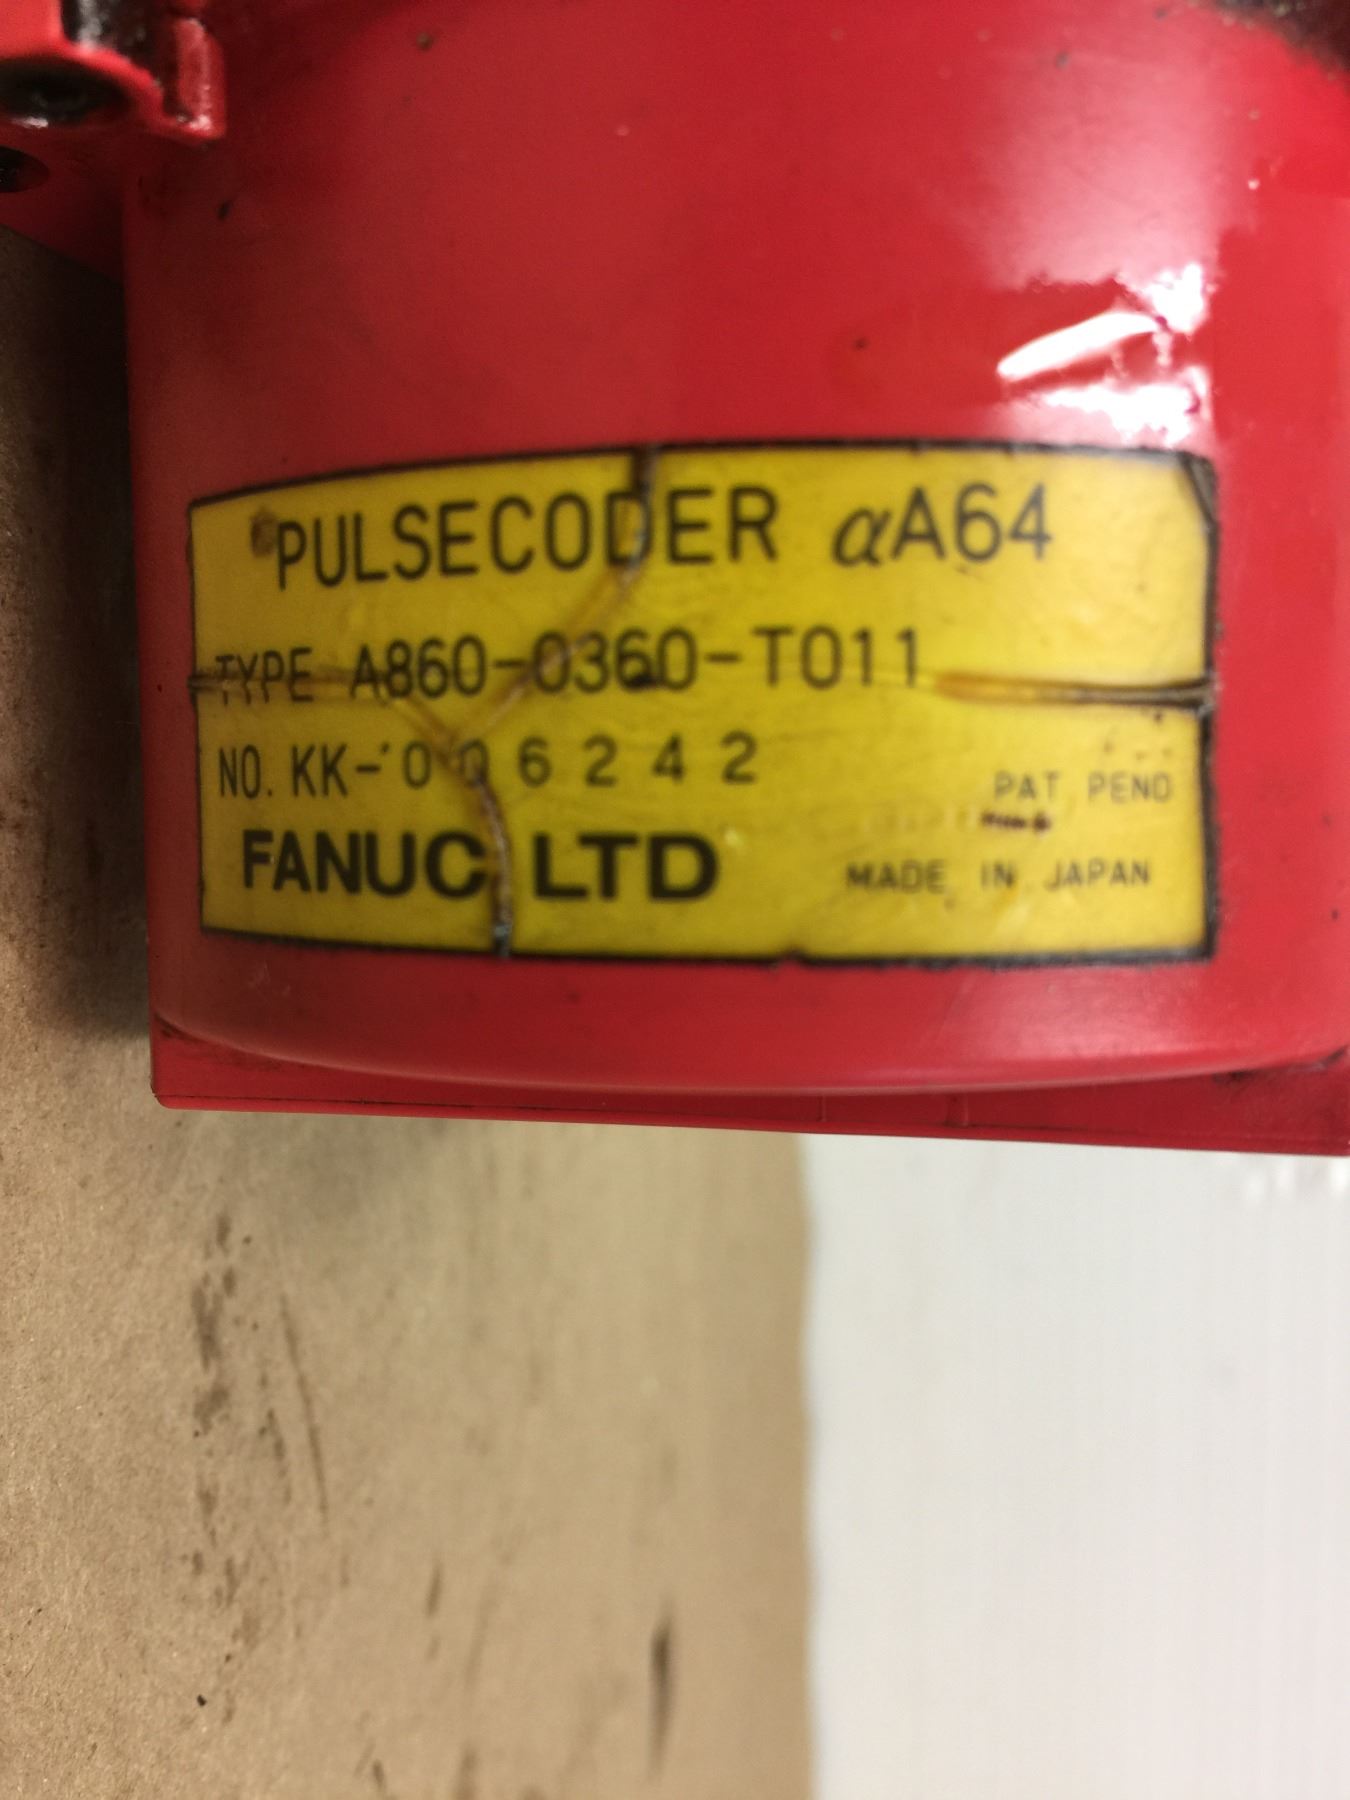 PULSECODER αA64
TYPE A860-0360-T011
NO. KK-006242
PAT PEND
FANUC LTD
MADE IN JAPAN